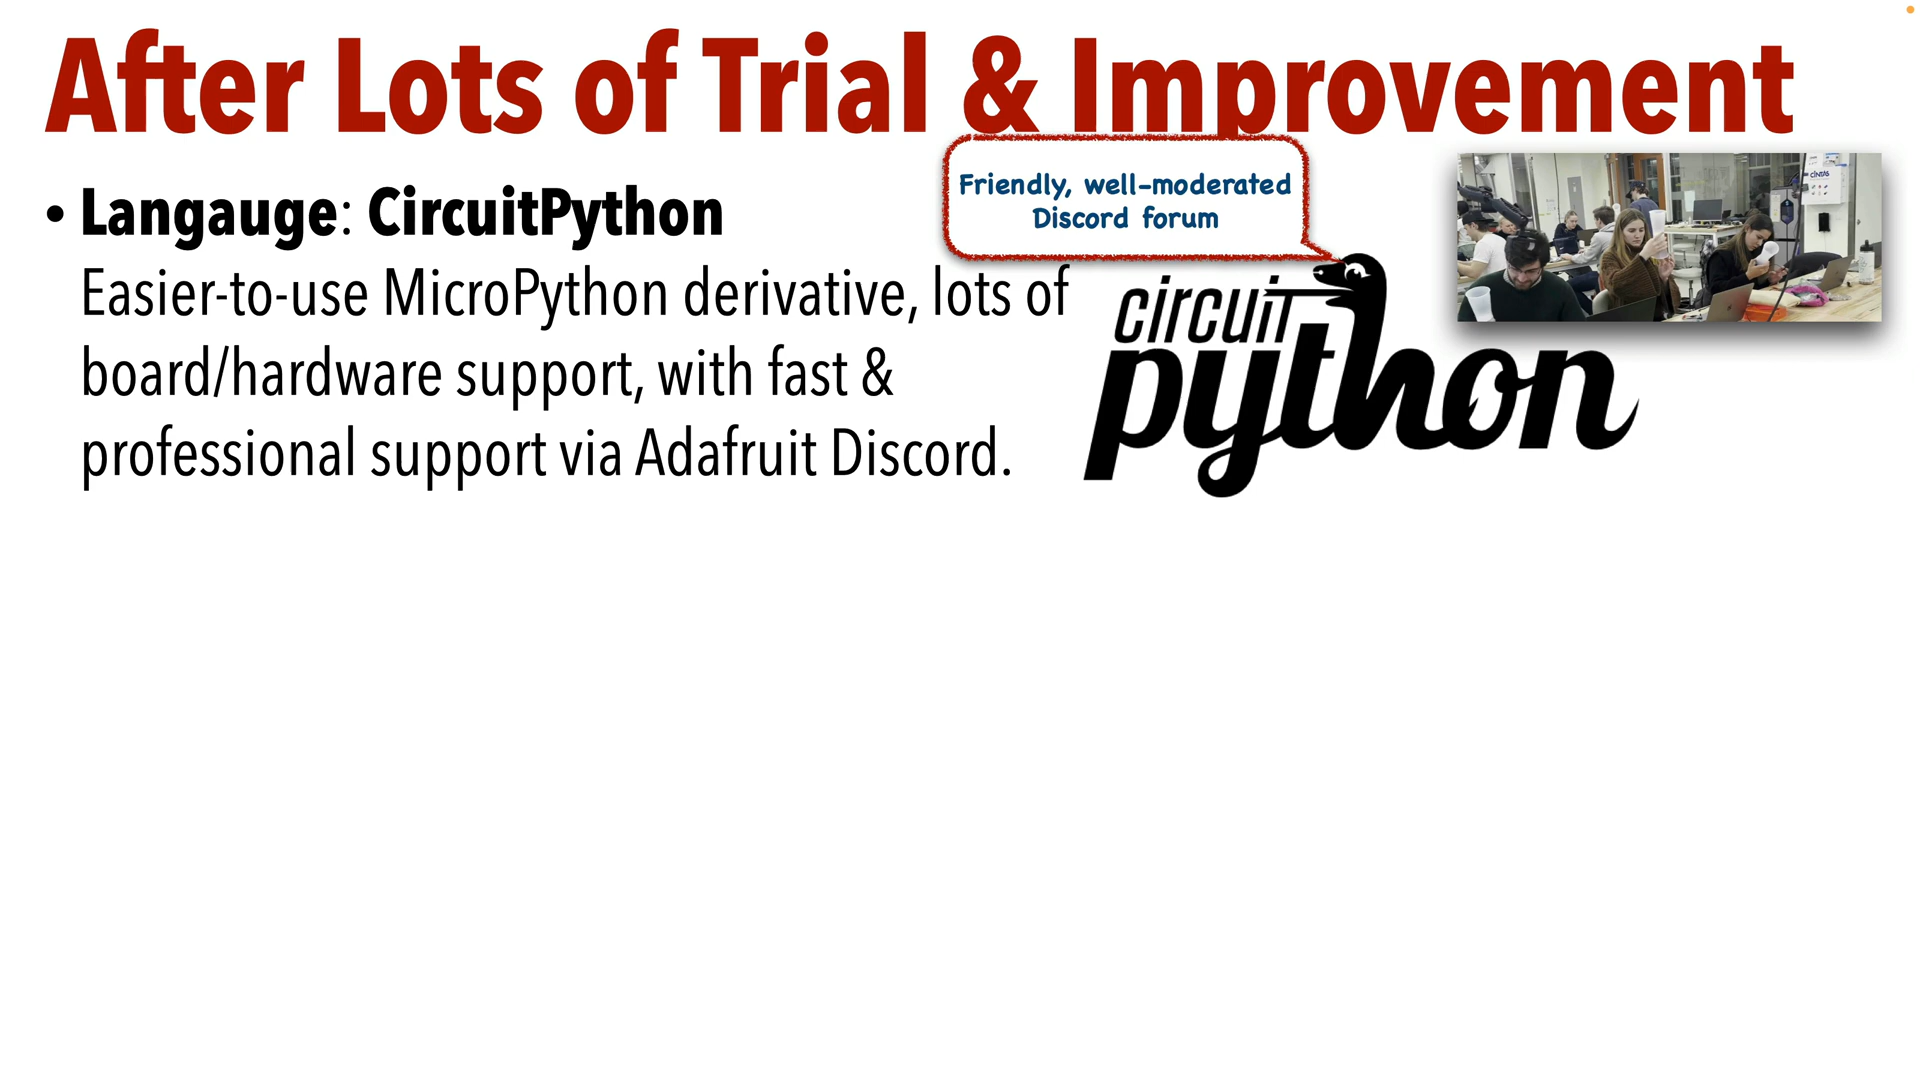 After Lots of Trial & Improvement
Friendly, well-moderated
Discord forum
• Langauge: CircuitPython
Easier-to-use MicroPython derivative, lots of
board/hardware support, with fast &
professional support via Adafruit Discord.
circuit
python
CINTAS